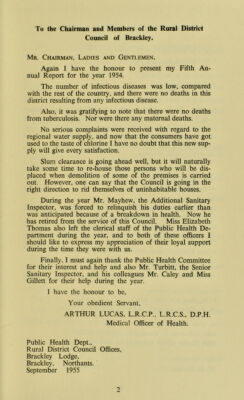 To the Chairman and Members of the Rural District
Council of Brackley.
MR. CHAIRMAN, LADIES AND GENTLEMEN,
Again I have the honour to present my Fifth An-
nual Report for the year 1954.
The number of infectious diseases was low, compared
with the rest of the country, and there were no deaths in this
district resulting from any infectious disease.
Also, it was gratifying to note that there were no deaths
from tuberculosis. Nor were there any maternal deaths.
No serious complaints were received with regard to the
regional water supply, and now that the consumers have got
used to the taste of chlorine I have no doubt that this new sup-
ply will give every satisfaction.
Slum clearance is going ahead well, but it will naturally
take some time to re-house those persons who will be dis-
placed when demolition of some of the premises is carried
out. However, one can say that the Council is going in the
right direction to rid themselves of uninhabitable houses.
During the year Mr. Mayhew, the Additional Sanitary
Inspector, was forced to relinquish his duties earlier than
was anticipated because of a breakdown in health. Now he
has retired from the service of this Council. Miss Elizabeth
Thomas also left the clerical staff of the Public Health De-
partment during the year, and to both of these officers I
should like to express my appreciation of their loyal support
during the time they were with us.
Finally, I must again thank the Public Health Committee
for their interest and help and also Mr. Turbitt, the Senior
Sanitary Inspector, and his colleagues Mr. Caley and Miss
Gillett for their help during the year.
I have the honour to be,
Your obedient Servant,
ARTHUR LUCAS, L.R.C.P., L.R.C.S., D.P.H.
Medical Officer of Health.
Public Health Dept.,
Rural District Council Offices,
Brackley Lodge,
Brackley, Northants.
September 1955
2